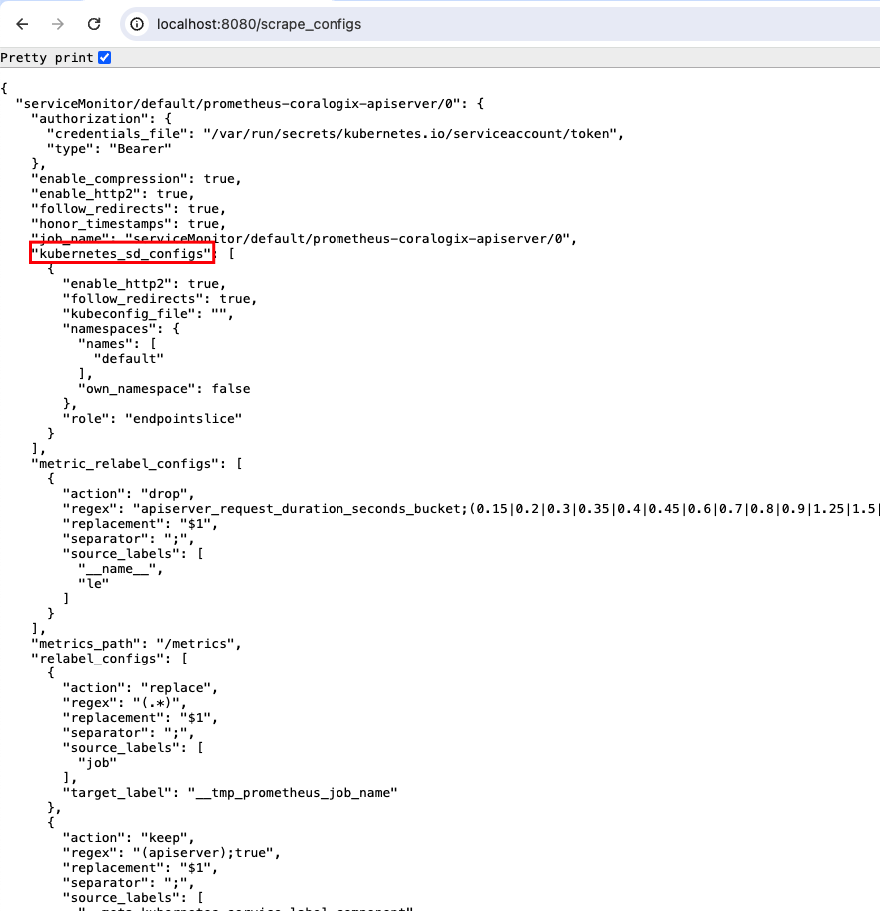 localhost:8080/scrape_configs
Pretty print
{
  "serviceMonitor/default/prometheus-coralogix-apiserver/0": {
    "authorization": {
      "credentials_file": "/var/run/secrets/kubernetes.io/serviceaccount/token",
      "type": "Bearer"
    },
    "enable_compression": true,
    "enable_http2": true,
    "follow_redirects": true,
    "honor_timestamps": true,
    "job_name": "serviceMonitor/default/prometheus-coralogix-apiserver/0",
    "kubernetes_sd_configs": [
      {
        "enable_http2": true,
        "follow_redirects": true,
        "kubeconfig_file": "",
        "namespaces": {
          "names": [
            "default"
          ],
          "own_namespace": false
        },
        "role": "endpointslice"
      }
    ],
    "metric_relabel_configs": [
      {
        "action": "drop",
        "regex": "apiserver_request_duration_seconds_bucket;(0.15|0.2|0.3|0.35|0.4|0.45|0.6|0.7|0.8|0.9|1.25|1.5|
        "replacement": "$1",
        "separator": ";",
        "source_labels": [
          "__name__",
          "le"
        ]
      }
    ],
    "metrics_path": "/metrics",
    "relabel_configs": [
      {
        "action": "replace",
        "regex": "(.*)",
        "replacement": "$1",
        "separator": ";",
        "source_labels": [
          "job"
        ],
        "target_label": "__tmp_prometheus_job_name"
      },
      {
        "action": "keep",
        "regex": "(apiserver);true",
        "replacement": "$1",
        "separator": ";",
        "source_labels": [
          "__meta_kubernetes_service_label_component"